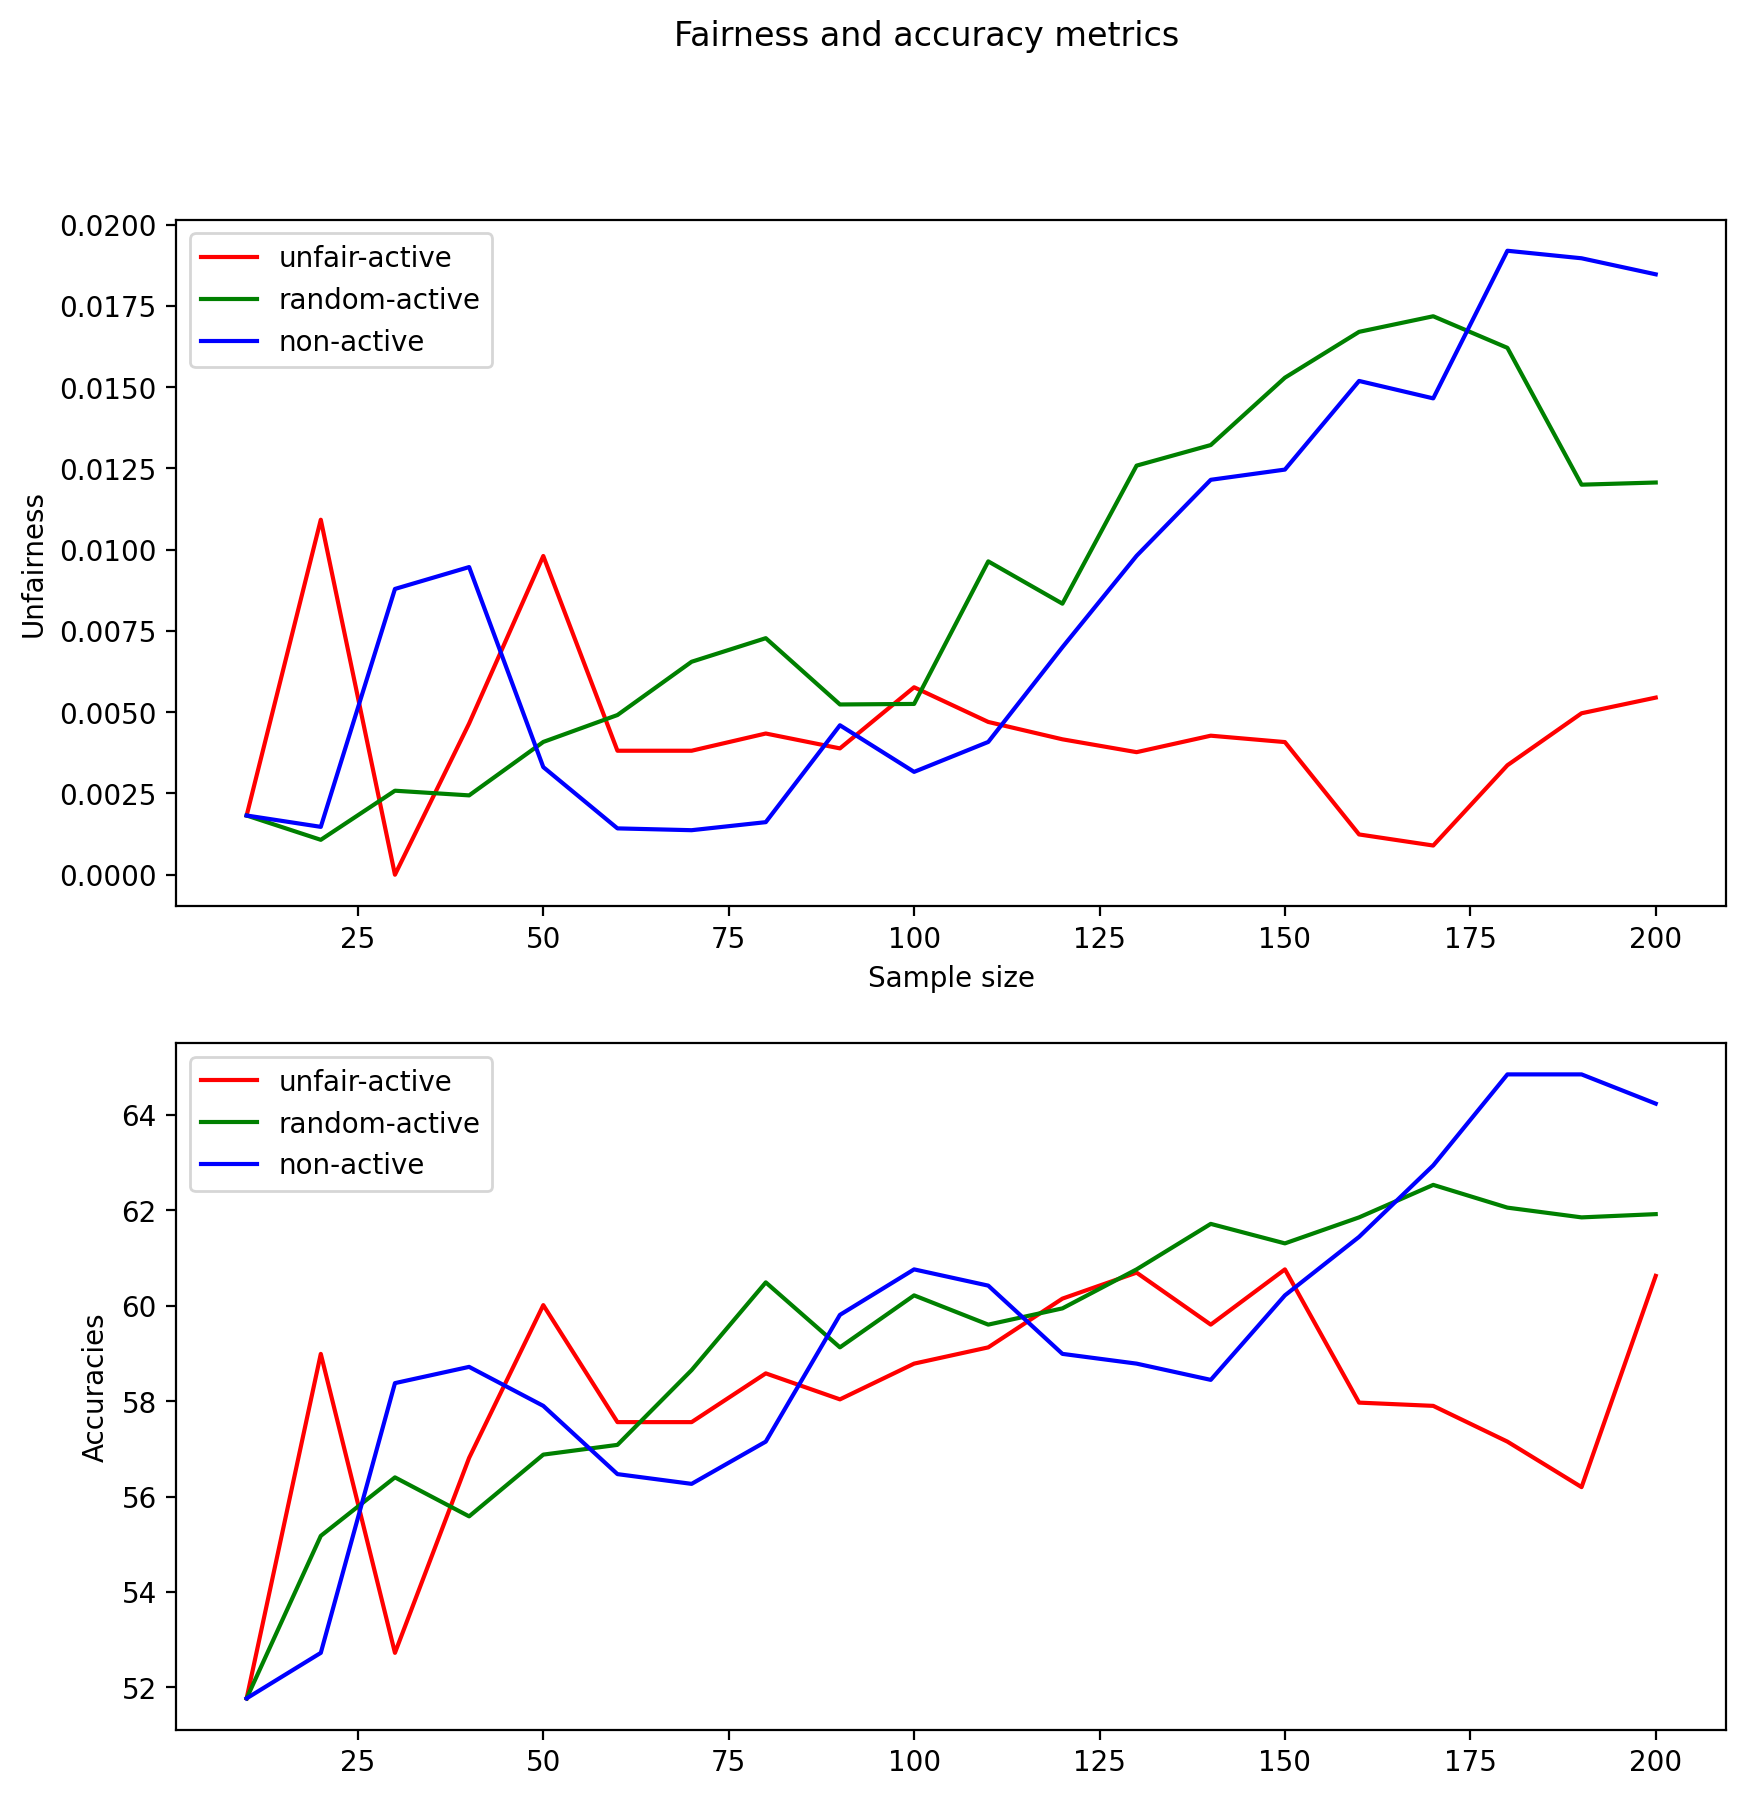 Fairness and accuracy metrics
0.0200
0.0175
0.0150
0.0125
0.0100
0.0075
0.0050
0.0025
0.0000
Unfairness
unfair-active
random-active
non-active
25 50 75 100 125 150 175 200
Sample size
64
62
60
58
56
54
52
Accuracies
unfair-active
random-active
non-active
25 50 75 100 125 150 175 200